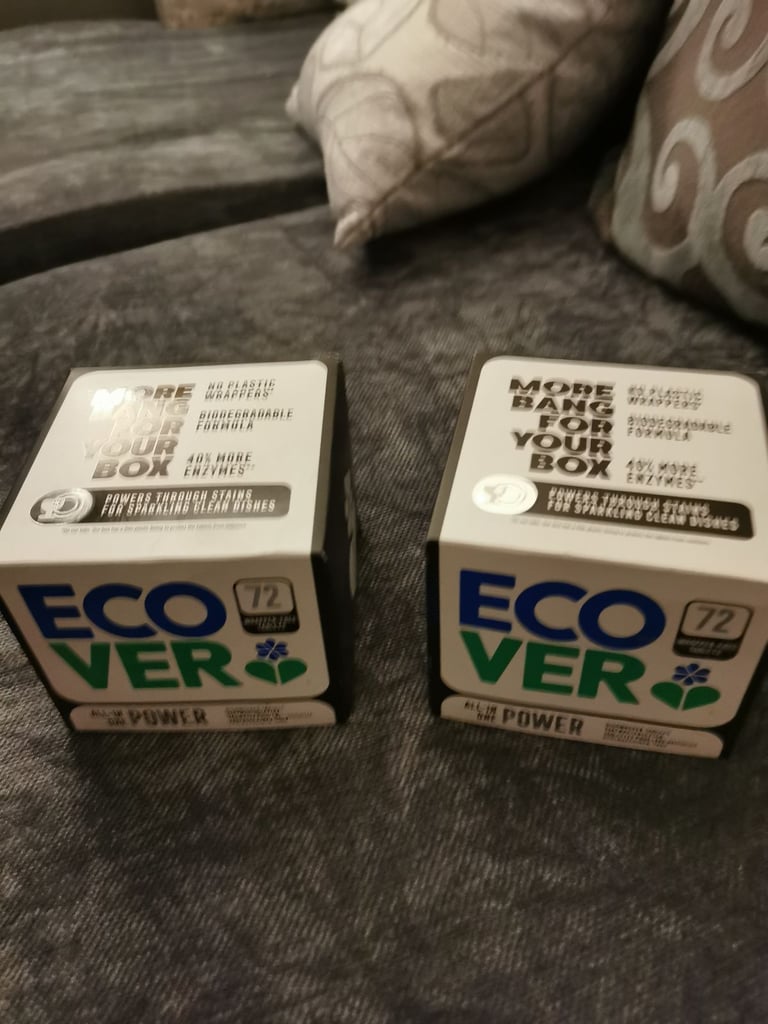 MORE
BANG
FOR
YOUR
BOX
NO PLASTIC
WRAPPERS
BIODEGRADABLE
FORMULA
40% MORE
ENZYMES
POWERS THROUGH STAINS
FOR SPARKLING CLEAN DISHES
ECO
VER
72
ALL-IN
ONE
POWER
MORE
BANG
FOR
YOUR
BOX
NO PLASTIC
WRAPPERS
BIODEGRADABLE
FORMULA
40% MORE
ENZYMES
POWERS THROUGH STAINS
FOR SPARKLING CLEAN DISHES
ECO
VER
72
ALL-IN
ONE
POWER